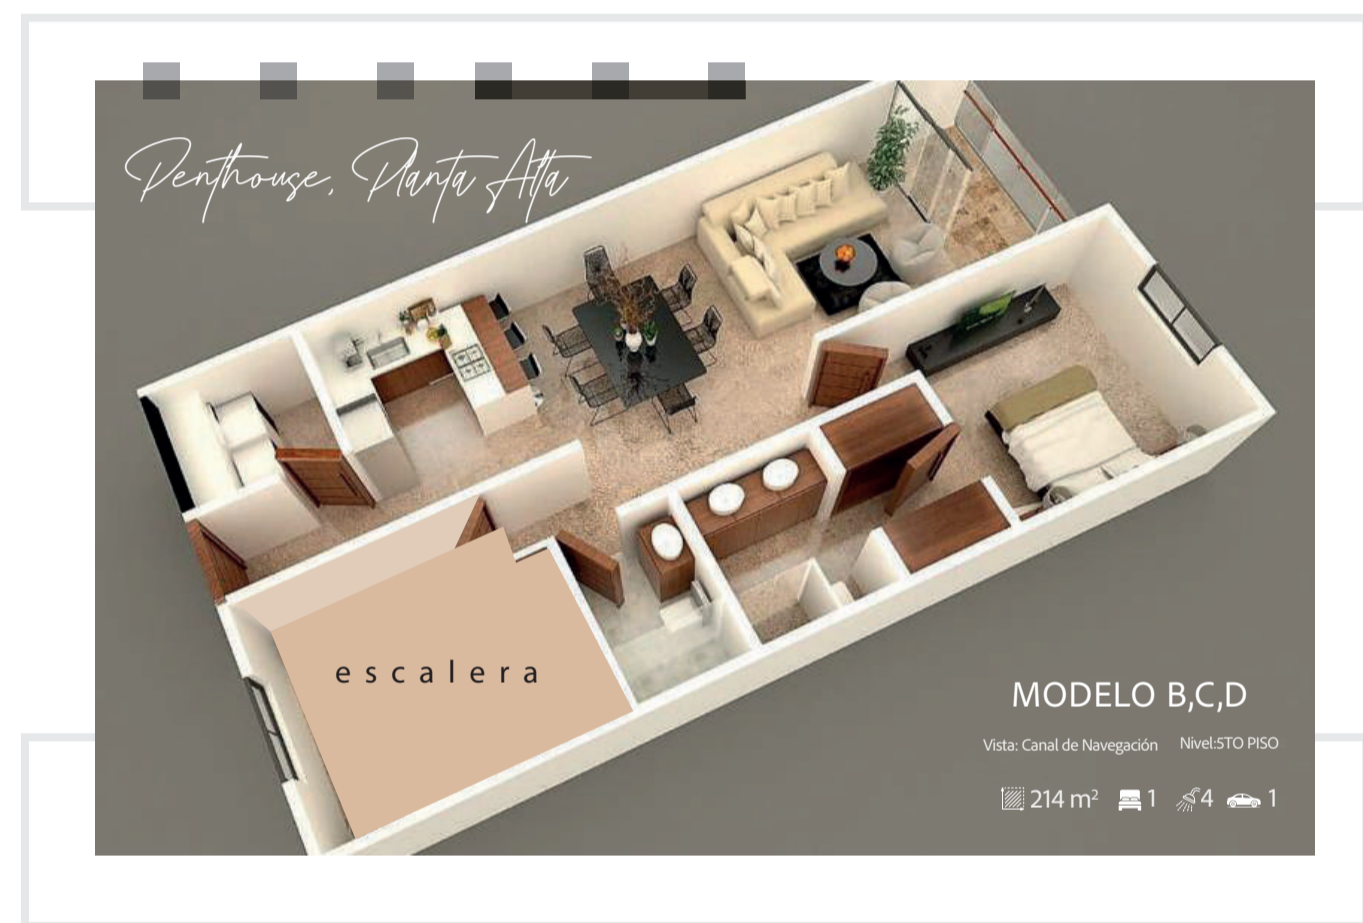 Penthouse, Planta Alta
escalera
MODELO B,C,D
Vista: Canal de Navegación Nivel:5TO PISO
214 m² 1 4 1